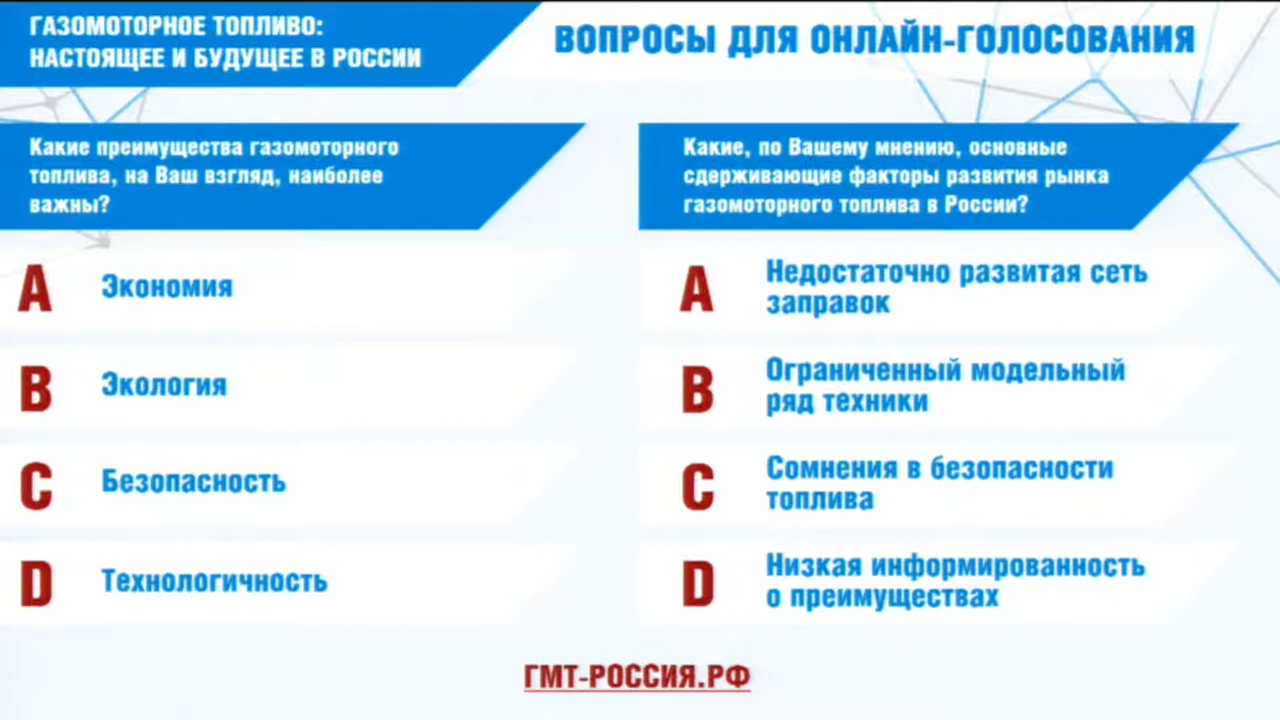 ГАЗОМОТОРНОЕ ТОПЛИВО:
НАСТОЯЩЕЕ И БУДУЩЕЕ В РОССИИ
ВОПРОСЫ ДЛЯ ОНЛАЙН-ГОЛОСОВАНИЯ
Какие преимущества газомоторного
топлива, на Ваш взгляд, наиболее
важны?
A Экономия
B Экология
C Безопасность
D Технологичность
Какие, по Вашему мнению, основные
сдерживающие факторы развития рынка
газомоторного топлива в России?
A Недостаточно развитая сеть
заправок
B Ограниченный модельный
ряд техники
C Сомнения в безопасности
топлива
D Низкая информированность
о преимуществах
ГМТ-РОССИЯ.РФ